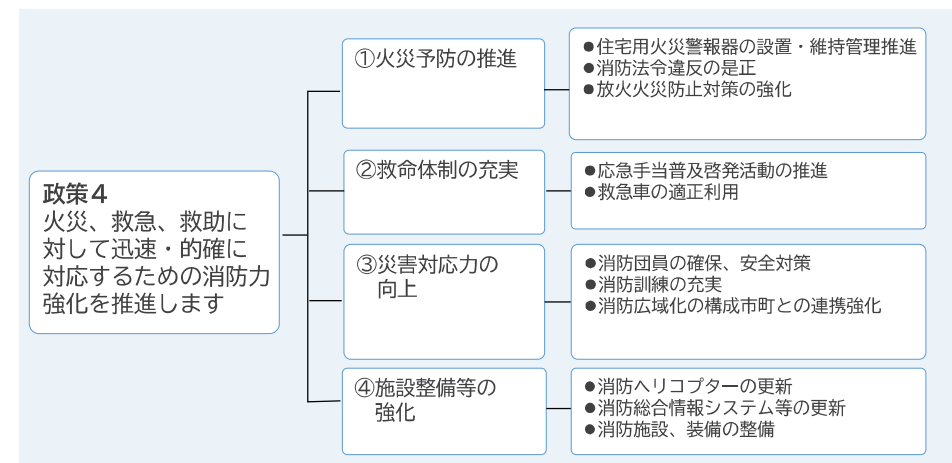 政策４
火災、救急、救助に
対して迅速・的確に
対応するための消防力
強化を推進します
①火災予防の推進
●住宅用火災警報器の設置・維持管理推進
●消防法令違反の是正
●放火火災防止対策の強化
②救命体制の充実
●応急手当普及啓発活動の推進
●救急車の適正利用
③災害対応力の
向上
●消防団員の確保、安全対策
●消防訓練の充実
●消防広域化の構成市町との連携強化
④施設整備等の
強化
●消防ヘリコプターの更新
●消防総合情報システム等の更新
●消防施設、装備の整備